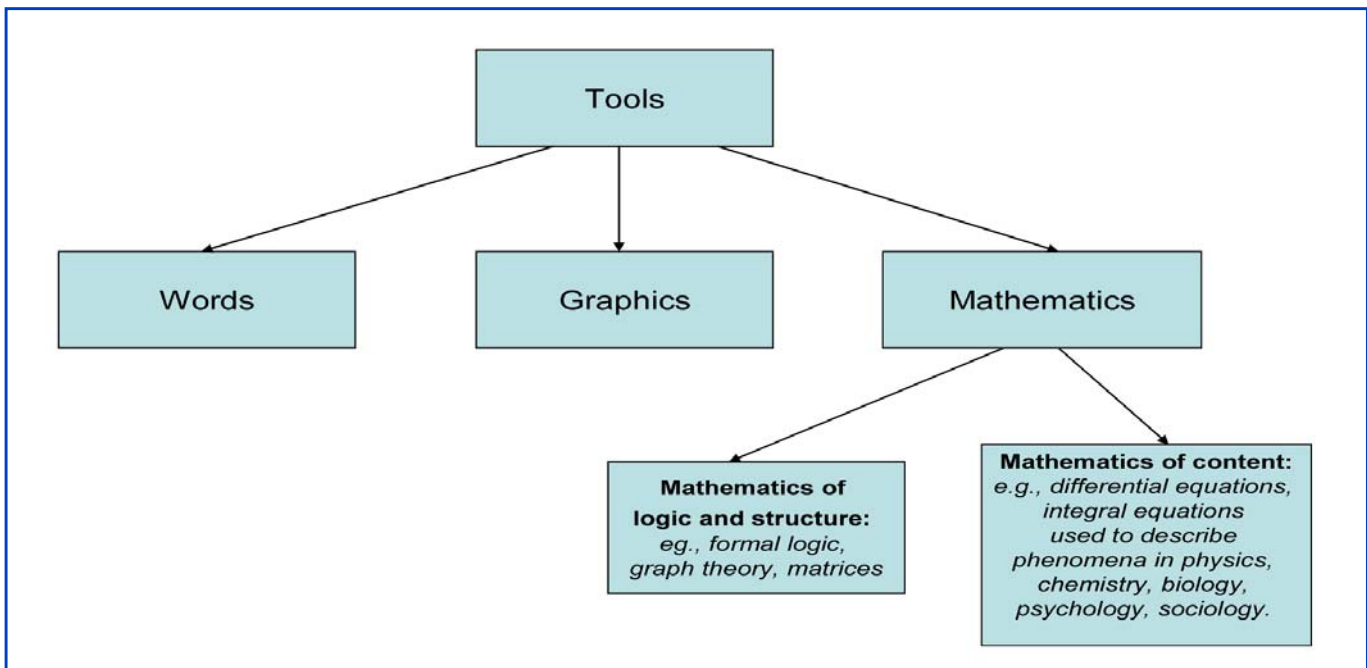 Tools
Words
Graphics
Mathematics
Mathematics of
logic and structure:
eg., formal logic,
graph theory, matrices
Mathematics of content:
e.g., differential equations,
integral equations
used to describe
phenomena in physics,
chemistry, biology,
psychology, sociology.